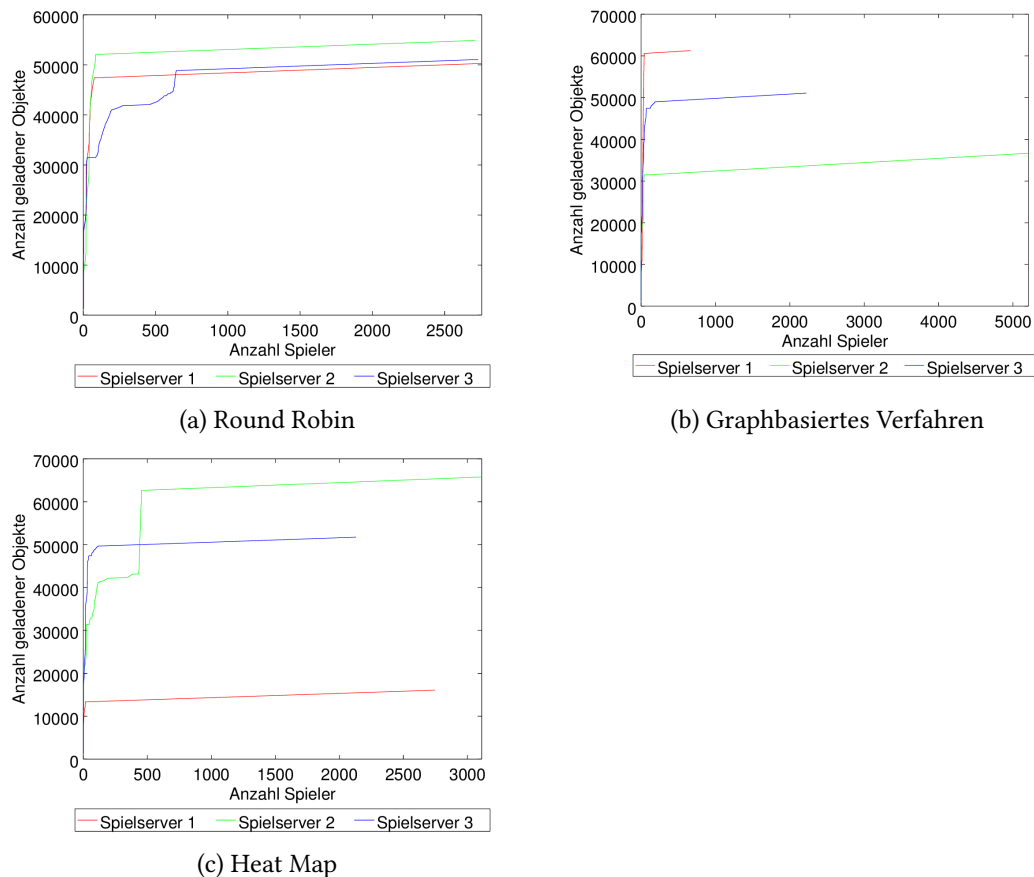 60000
50000
40000
30000
20000
10000
0
Anzahl geladener Objekte
0 500 1000 1500 2000 2500
Anzahl Spieler
Spielserver 1 Spielserver 2 Spielserver 3
(a) Round Robin
70000
60000
50000
40000
30000
20000
10000
0
Anzahl geladener Objekte
0 1000 2000 3000 4000 5000
Anzahl Spieler
Spielserver 1 Spielserver 2 Spielserver 3
(b) Graphbasiertes Verfahren
70000
60000
50000
40000
30000
20000
10000
0
Anzahl geladener Objekte
0 500 1000 1500 2000 2500 3000
Anzahl Spieler
Spielserver 1 Spielserver 2 Spielserver 3
(c) Heat Map